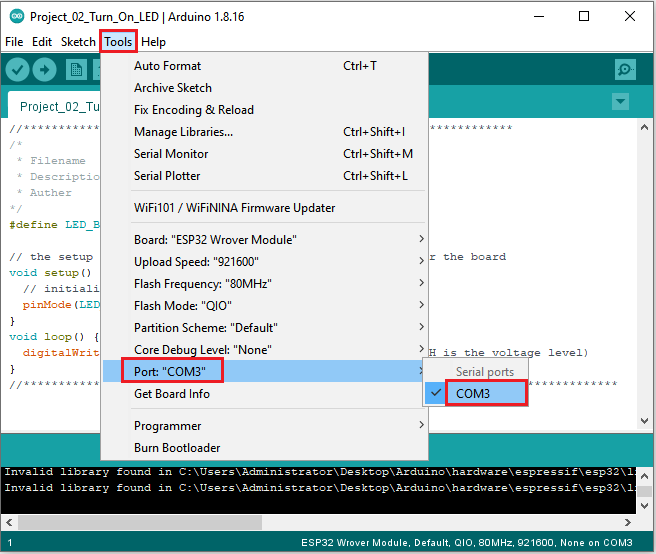 Project_02_Turn_On_LED | Arduino 1.8.16
File Edit Sketch Tools Help
Project_02_Tu
Auto Format Ctrl+T
Archive Sketch
Fix Encoding & Reload
Manage Libraries... Ctrl+Shift+I
Serial Monitor Ctrl+Shift+M
Serial Plotter Ctrl+Shift+L
WiFi101 / WiFiNINA Firmware Updater
Board: "ESP32 Wrover Module"
Upload Speed: "921600"
Flash Frequency: "80MHz"
Flash Mode: "QIO"
Partition Scheme: "Default"
Core Debug Level: "None"
Port: "COM3"
Get Board Info
Programmer
Burn Bootloader
Serial ports
COM3
/*
* Filename
* Descriptio
* Auther
*/
#define LED_B
// the setup r the board
void setup()
// initiali
pinMode(LED
}
void loop() {
digitalWrit H is the voltage level)
}
Invalid library found in C:\Users\Administrator\Desktop\Arduino\hardware\espressif\esp32\l
Invalid library found in C:\Users\Administrator\Desktop\Arduino\hardware\espressif\esp32\l
1 ESP32 Wrover Module, Default, QIO, 80MHz, 921600, None on COM3